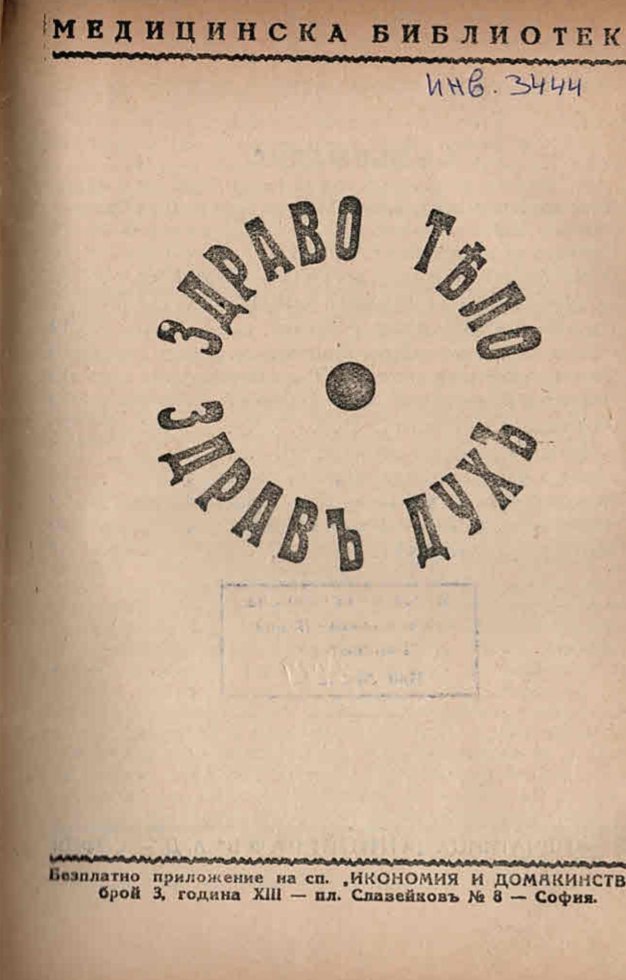 МЕДИЦИНСКА БИБЛИОТЕК
инв. 3444
ЗДРАВО ТѢЛО
ЗДРАВЪ ДУХЪ
Безплатно приложение на сп. „ИКОНОМИЯ И ДОМАКИНСТВ
брой 3, година XIII — пл. Славейковъ № 8 — София.